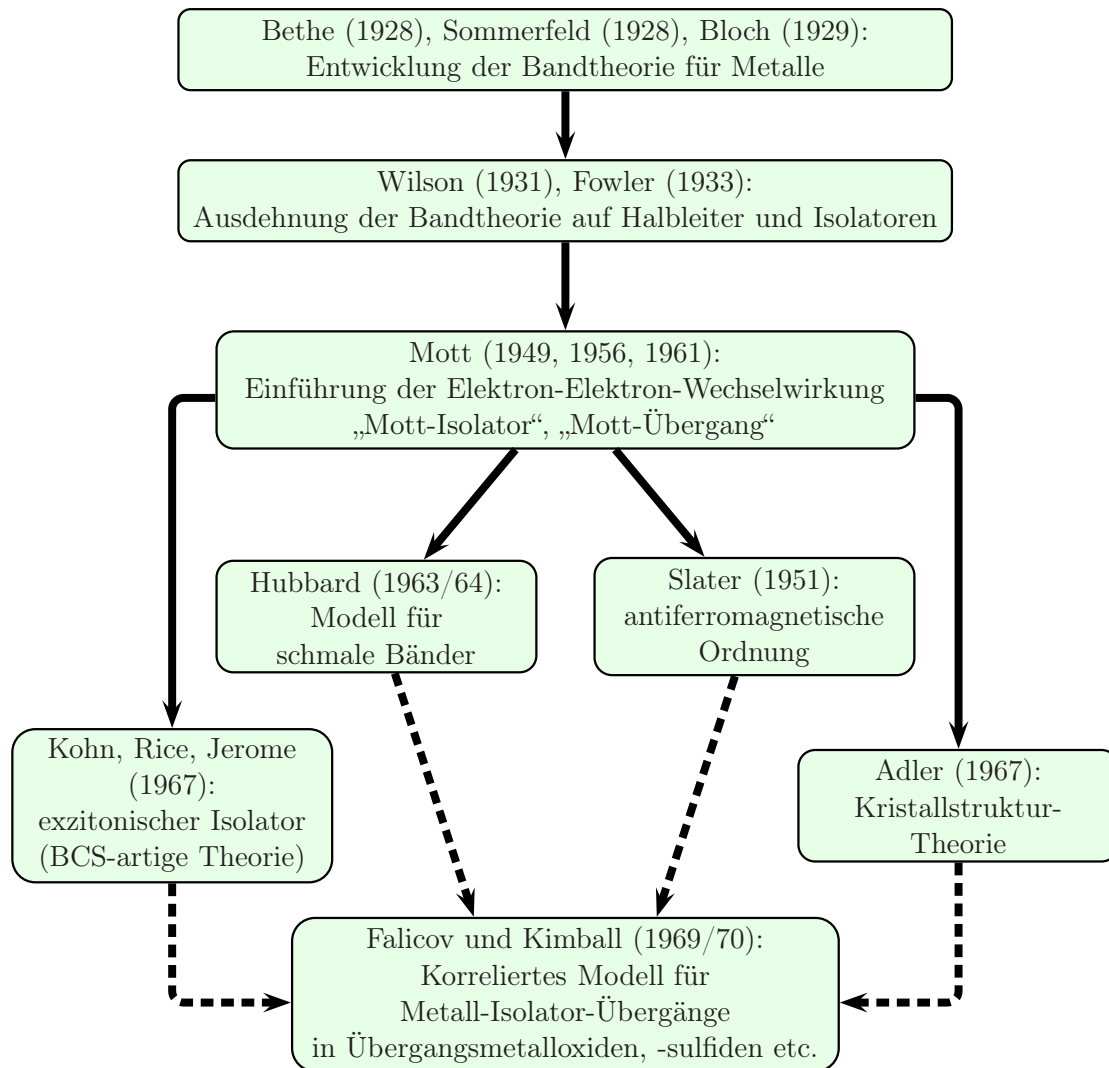 Bethe (1928), Sommerfeld (1928), Bloch (1929):
Entwicklung der Bandtheorie für Metalle
Wilson (1931), Fowler (1933):
Ausdehnung der Bandtheorie auf Halbleiter und Isolatoren
Mott (1949, 1956, 1961):
Einführung der Elektron-Elektron-Wechselwirkung
„Mott-Isolator“, „Mott-Übergang“
Hubbard (1963/64):
Modell für
schmale Bänder
Slater (1951):
antiferromagnetische
Ordnung
Kohn, Rice, Jerome
(1967):
exzitonischer Isolator
(BCS-artige Theorie)
Adler (1967):
Kristallstruktur-
Theorie
Falicov und Kimball (1969/70):
Korreliertes Modell für
Metall-Isolator-Übergänge
in Übergangsmetalloxiden, -sulfiden etc.